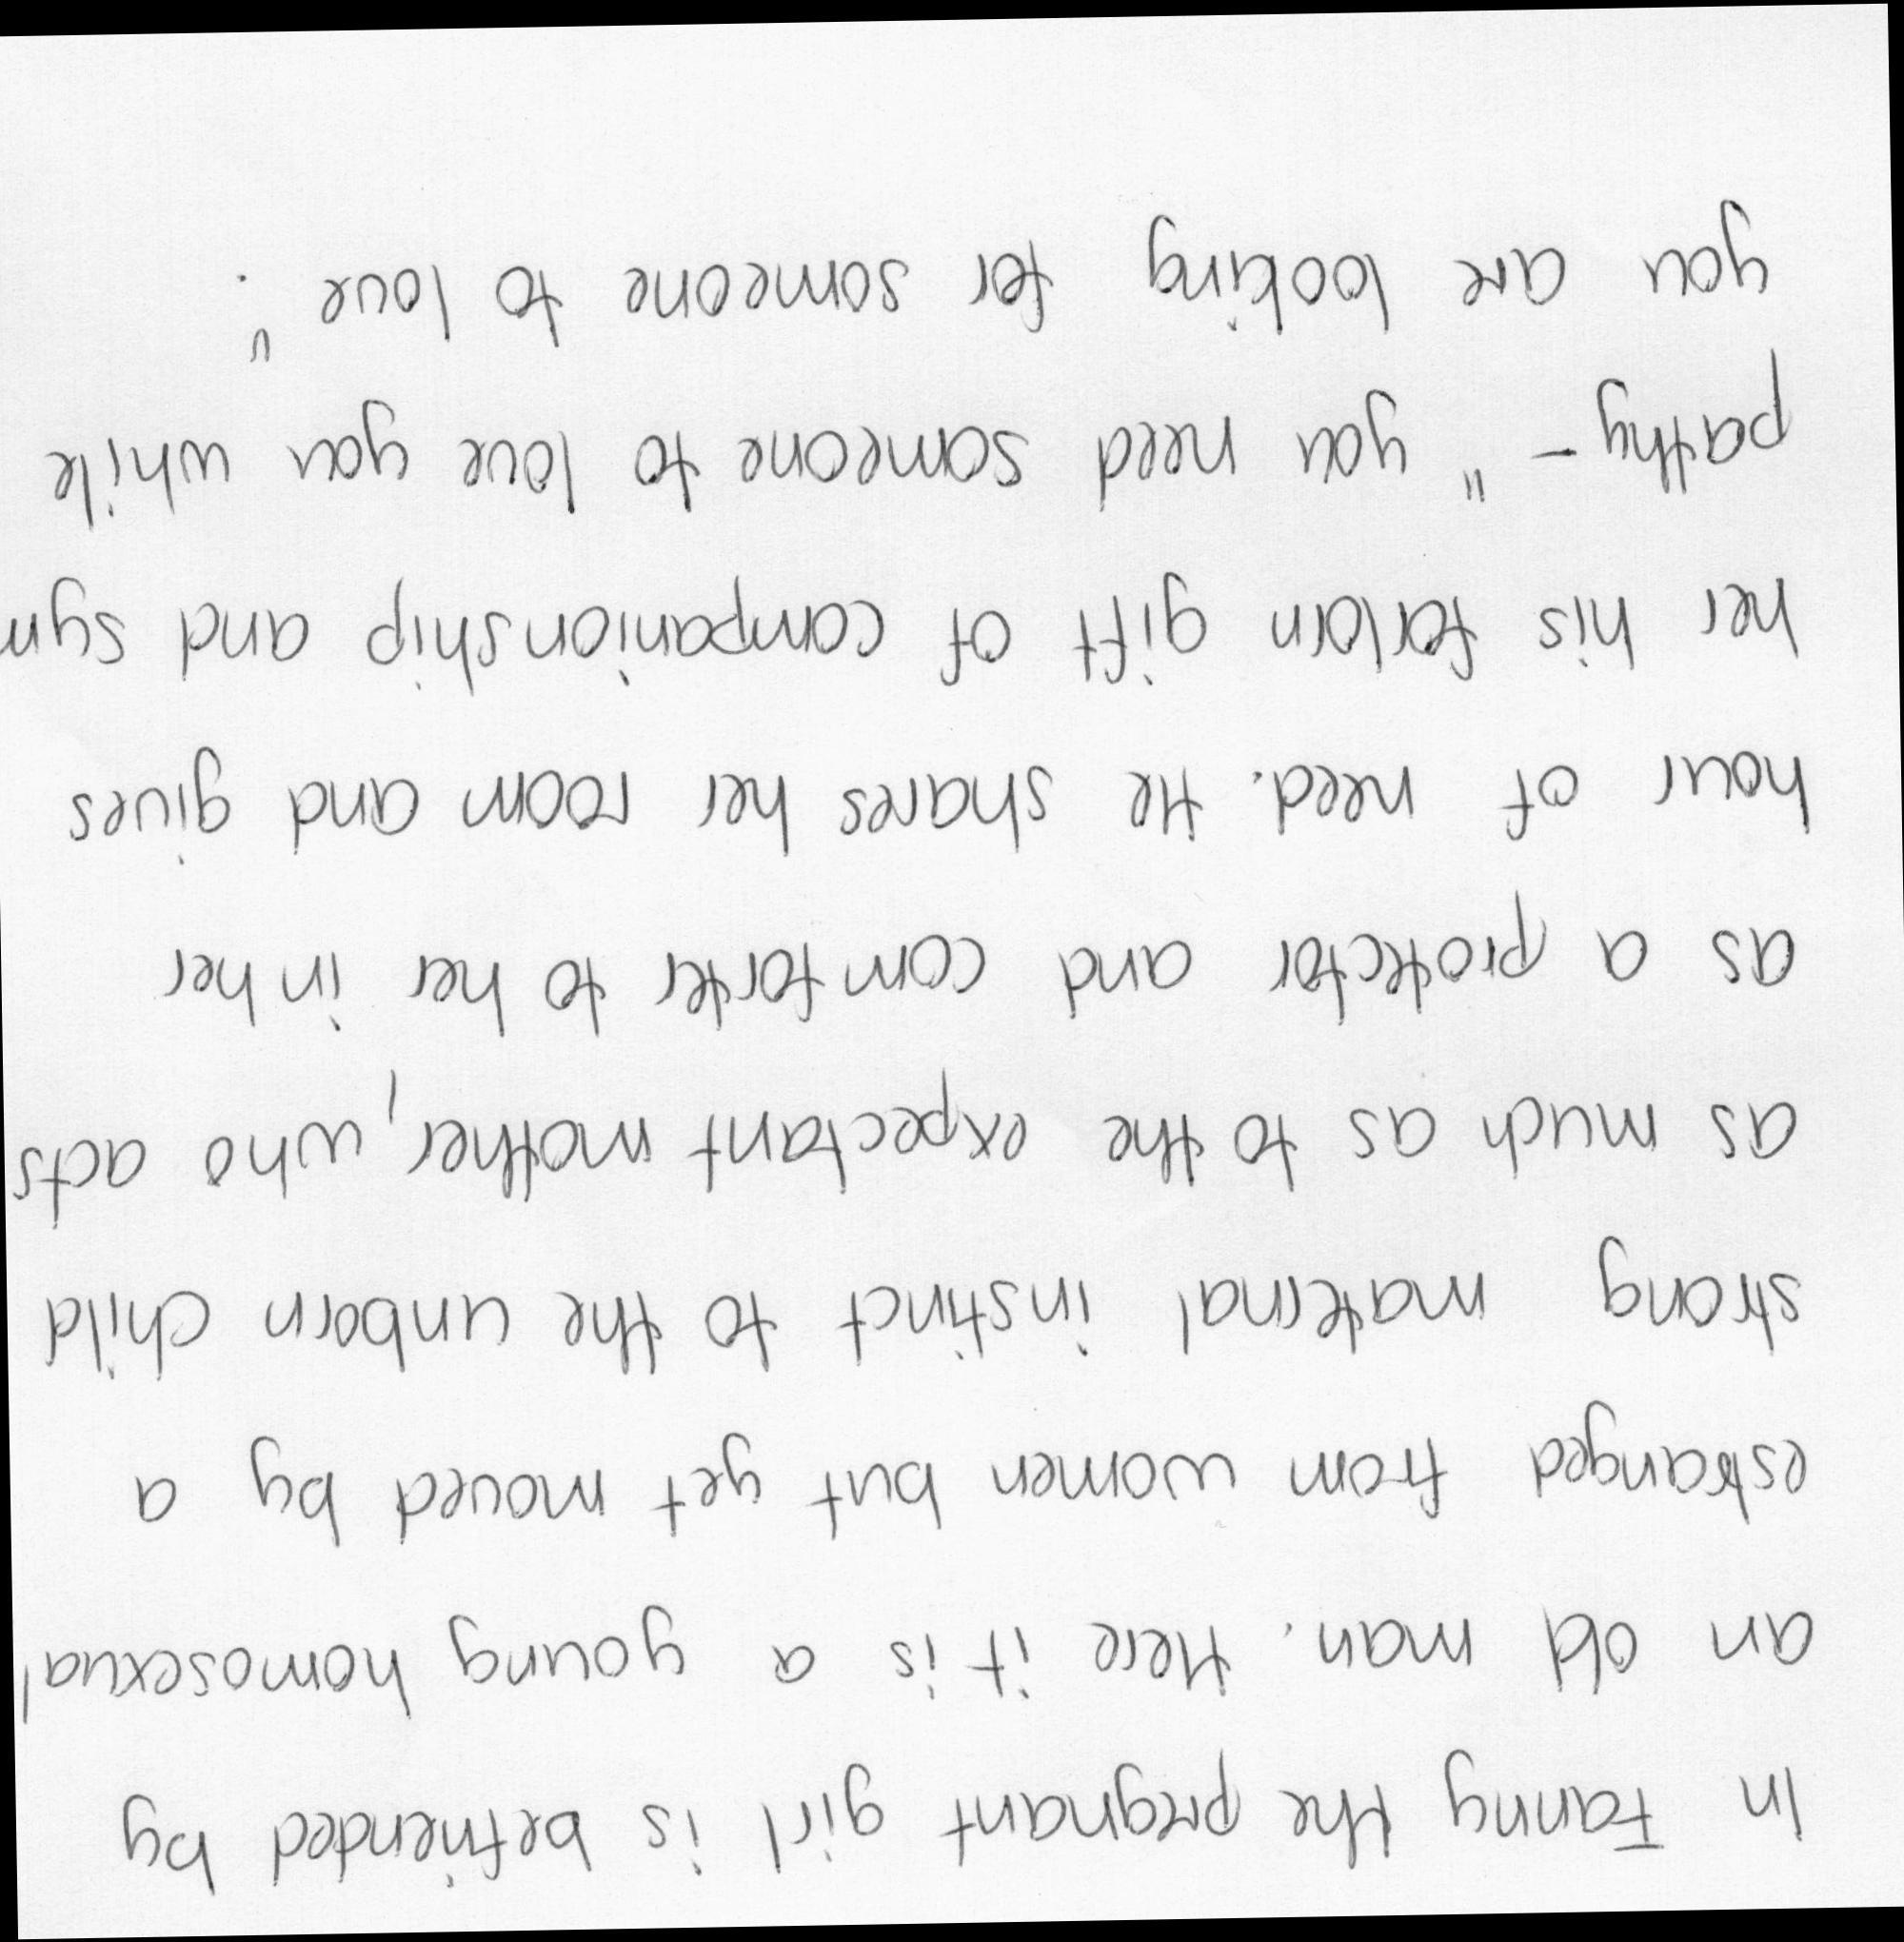 In Fanny the pregnant girl is befriended by
an old man. Here it is a young homosexual
estranged from women but yet moved by a
strong maternal instinct to the unborn child
as much as to the expectant mother, who acts
as a protector and comforter to her in her
hour of need. He shares her room and gives
her his forlorn gift of companionship and sym
pathy - "you need someone to love you while
you are looking for someone to love".